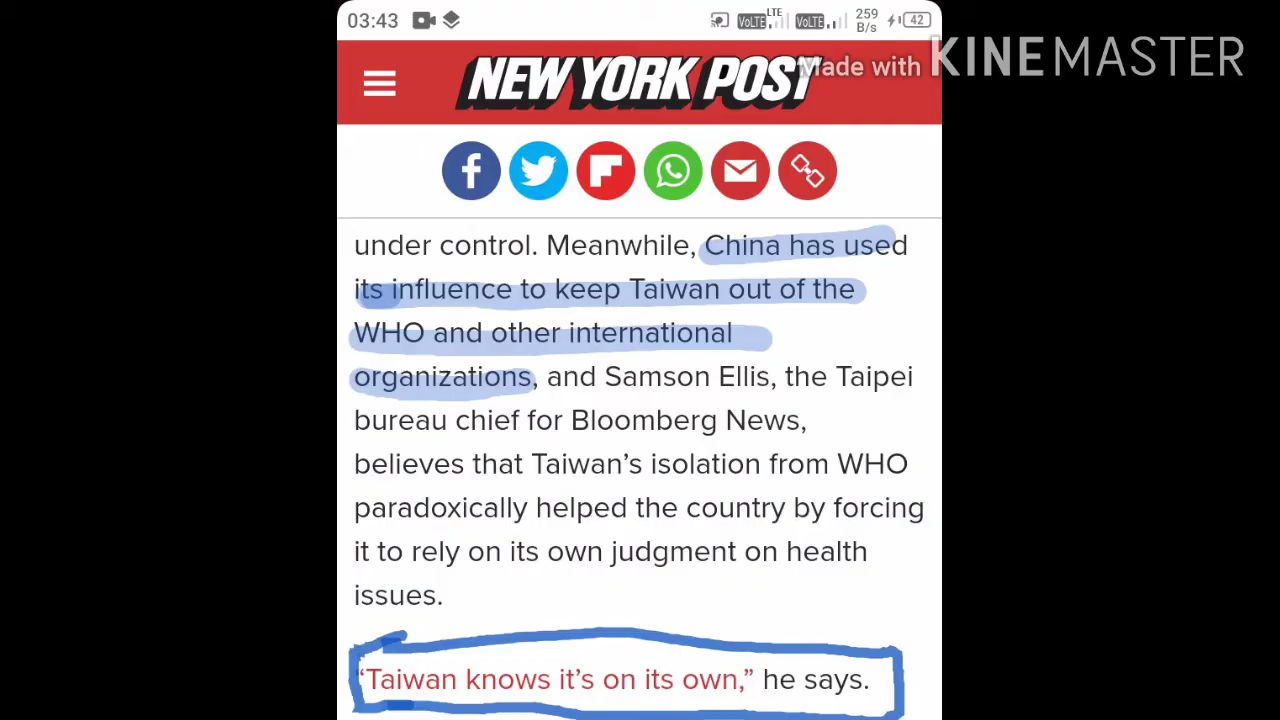 03:43 VoLTE LTE VoLTE 259 B/s 42
NEW YORK POST
Made with KINEMASTER
under control. Meanwhile, China has used
its influence to keep Taiwan out of the
WHO and other international
organizations, and Samson Ellis, the Taipei
bureau chief for Bloomberg News,
believes that Taiwan’s isolation from WHO
paradoxically helped the country by forcing
it to rely on its own judgment on health
issues.
“Taiwan knows it’s on its own,” he says.